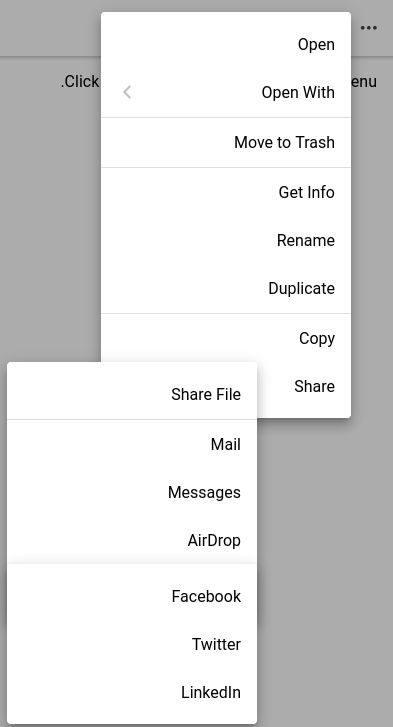 .Click
enu
Open
Open With
Move to Trash
Get Info
Rename
Duplicate
Copy
Share
Share File
Mail
Messages
AirDrop
Facebook
Twitter
LinkedIn